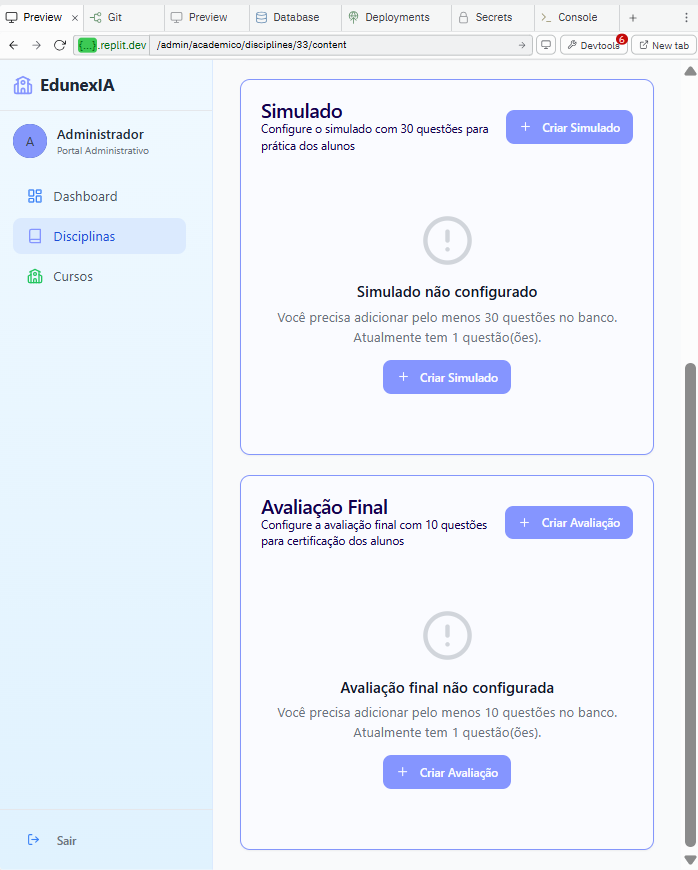 Preview
Git
Preview
Database
Deployments
Secrets
Console
{...}.replit.dev /admin/academico/disciplines/33/content
Devtools 6
New tab
EdunexIA
A
Administrador
Portal Administrativo
Dashboard
Disciplinas
Cursos
Sair
Simulado
Configure o simulado com 30 questões para
prática dos alunos
Criar Simulado
Simulado não configurado
Você precisa adicionar pelo menos 30 questões no banco.
Atualmente tem 1 questão(ões).
Criar Simulado
Avaliação Final
Configure a avaliação final com 10 questões
para certificação dos alunos
Criar Avaliação
Avaliação final não configurada
Você precisa adicionar pelo menos 10 questões no banco.
Atualmente tem 1 questão(ões).
Criar Avaliação